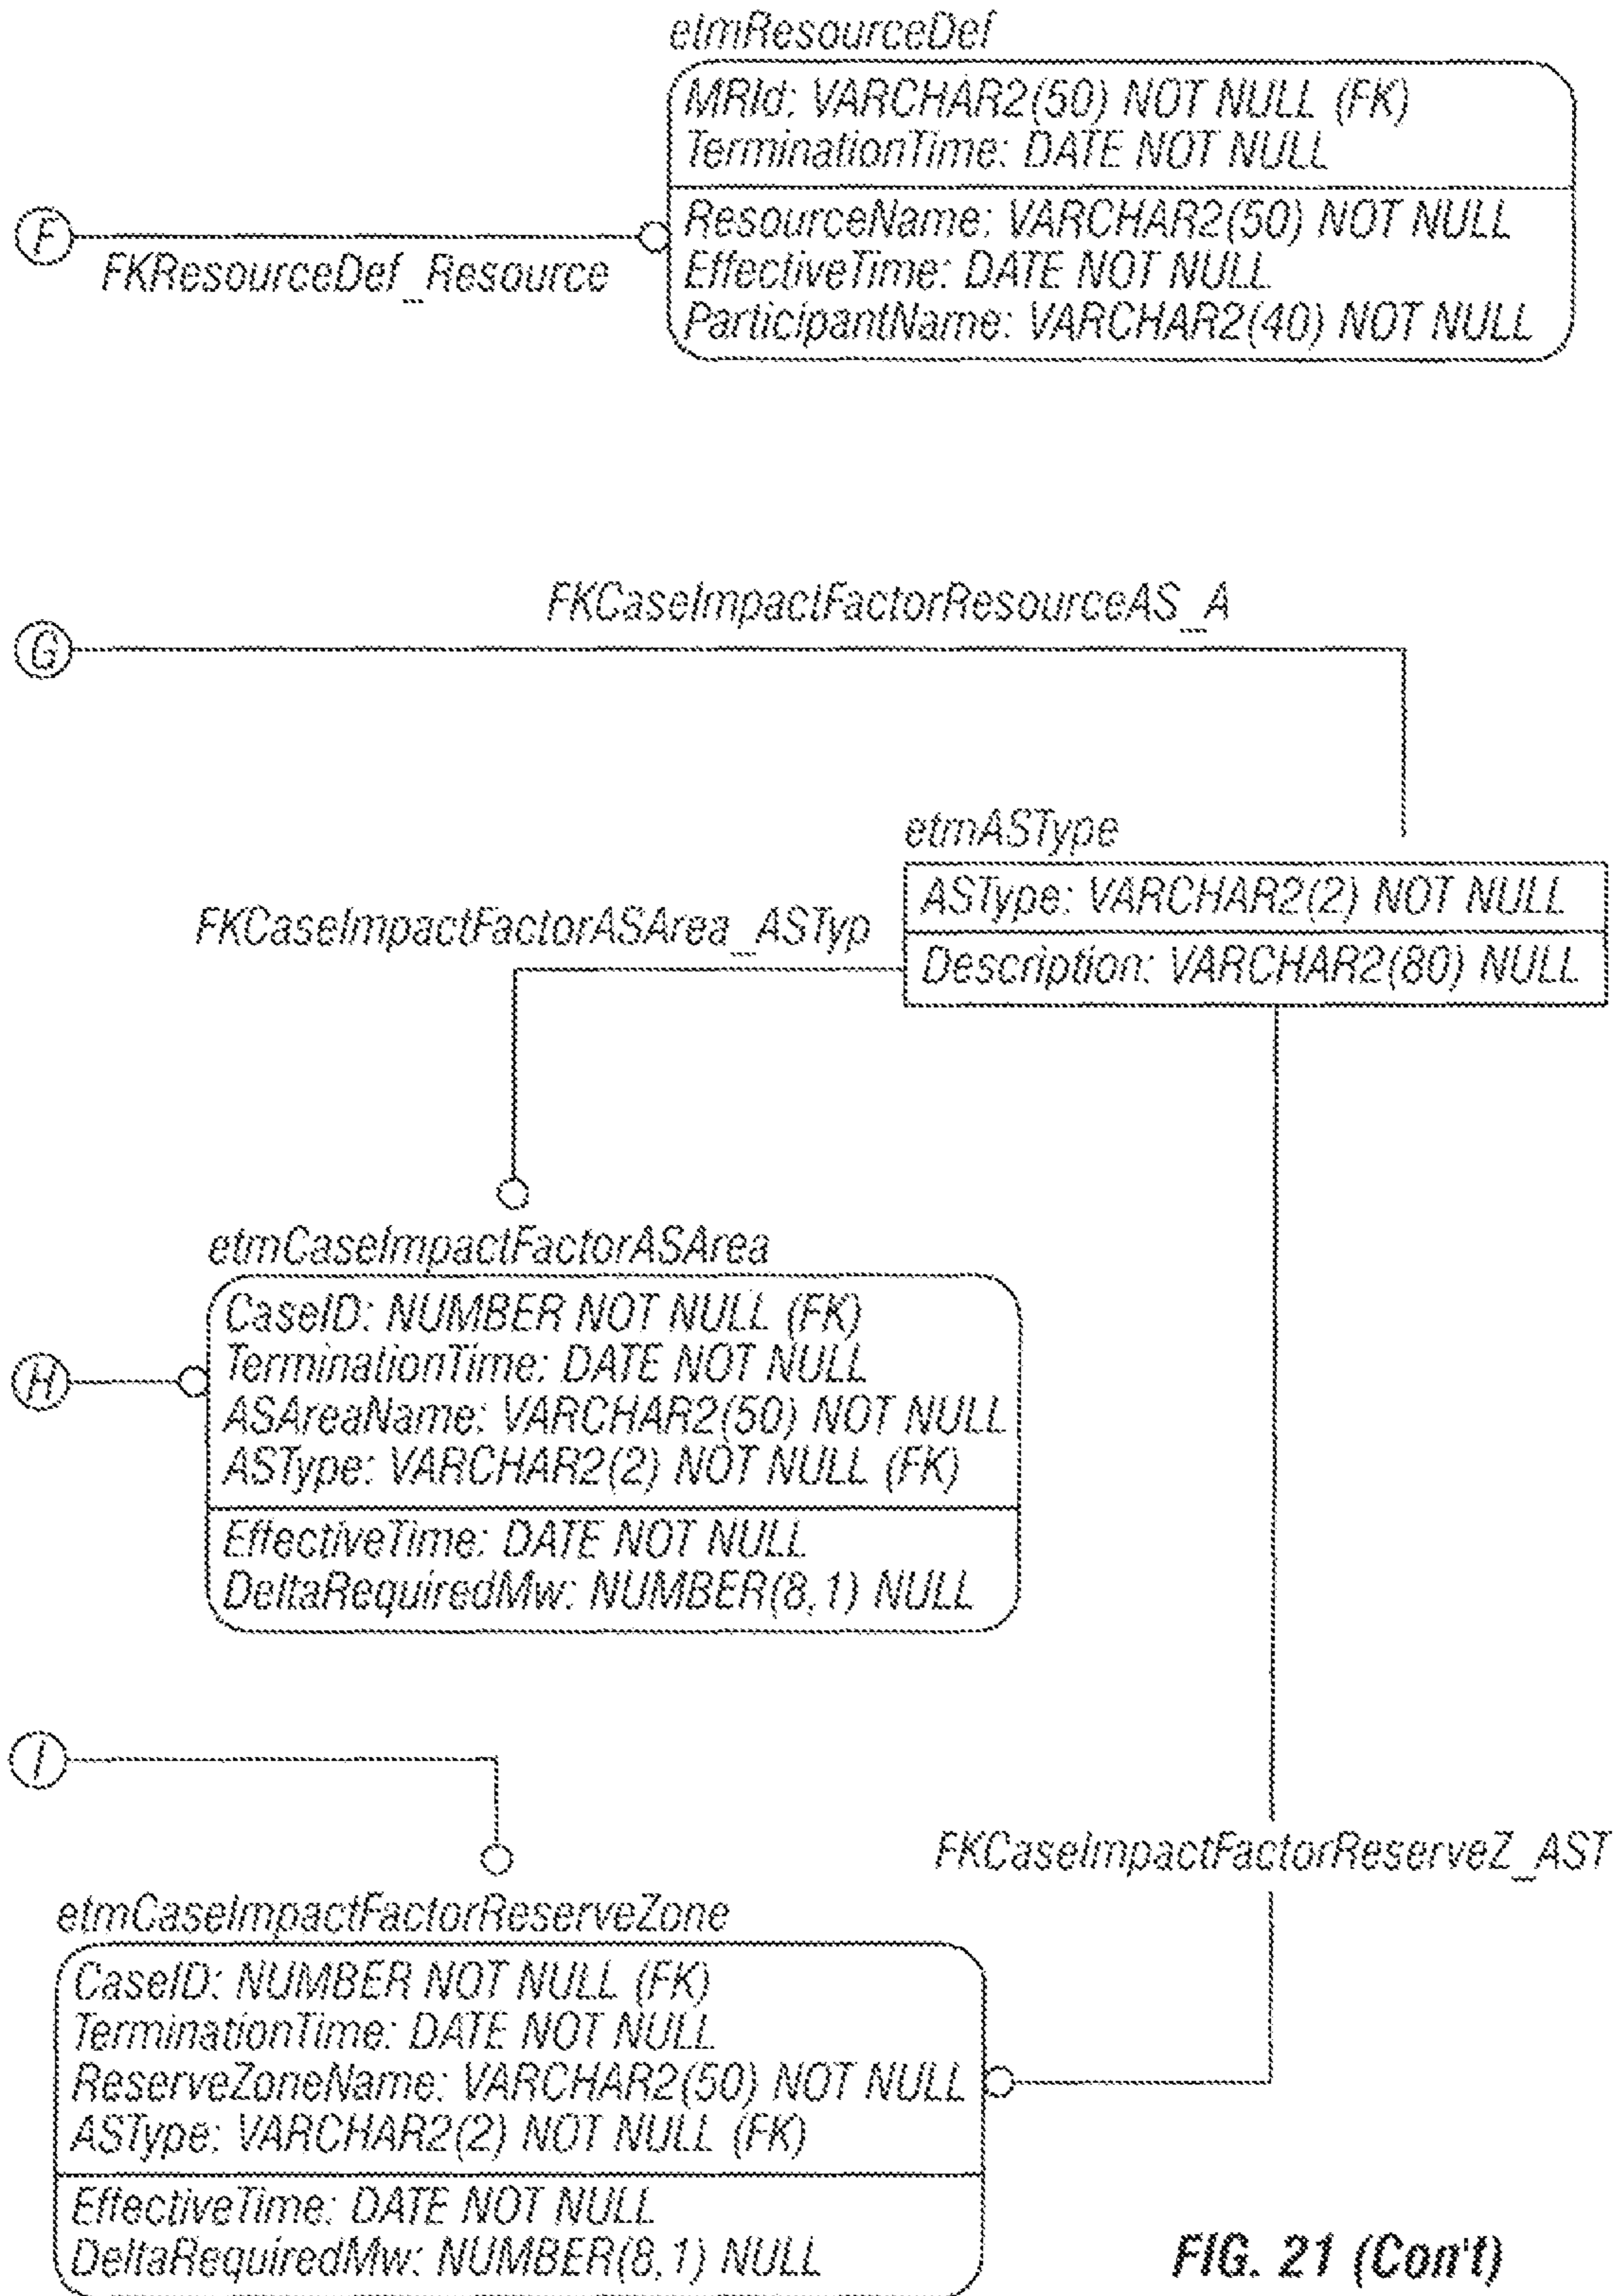 etmResourceDef
MRId: VARCHAR2(50) NOT NULL (FK)
TerminationTime: DATE NOT NULL
ResourceName: VARCHAR2(50) NOT NULL
EffectiveTime: DATE NOT NULL
ParticipantName: VARCHAR2(40) NOT NULL
F
FKResourceDef_Resource
FKCaseImpactFactorResourceAS_A
G
etmASType
ASType: VARCHAR2(2) NOT NULL
Description: VARCHAR2(80) NULL
FKCaseImpactFactorASArea_ASTyp
etmCaseImpactFactorASArea
CaseID: NUMBER NOT NULL (FK)
TerminationTime: DATE NOT NULL
ASAreaName: VARCHAR2(50) NOT NULL
ASType: VARCHAR2(2) NOT NULL (FK)
EffectiveTime: DATE NOT NULL
DeltaRequiredMw: NUMBER(8,1) NULL
H
I
FKCaseImpactFactorReserveZ_AST
etmCaseImpactFactorReserveZone
CaseID: NUMBER NOT NULL (FK)
TerminationTime: DATE NOT NULL
ReserveZoneName: VARCHAR2(50) NOT NULL
ASType: VARCHAR2(2) NOT NULL (FK)
EffectiveTime: DATE NOT NULL
DeltaRequiredMw: NUMBER(8,1) NULL
FIG. 21 (Con't)